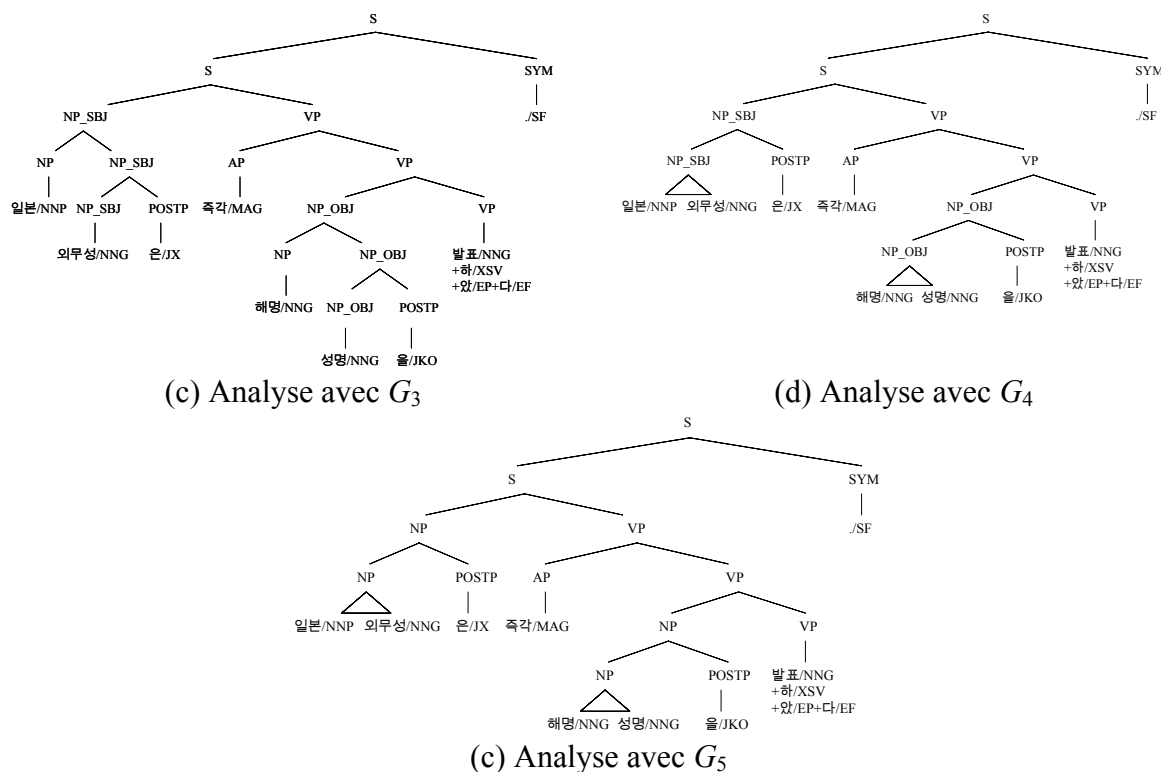 S
S SYM
NP_SBJ VP ./SF
NP NP_SBJ AP VP
일본/NNP NP_SBJ POSTP 즉각/MAG NP_OBJ VP
외무성/NNG 은/JX NP NP_OBJ 발표/NNG
+하/XSV
해명/NNG NP_OBJ POSTP +았/EP+다/EF
성명/NNG 을/JKO
(c) Analyse avec G3
S
S SYM
NP_SBJ VP ./SF
NP_SBJ POSTP AP VP
일본/NNP 외무성/NNG 은/JX 즉각/MAG NP_OBJ VP
NP_OBJ POSTP 발표/NNG
+하/XSV
해명/NNG 성명/NNG 을/JKO +았/EP+다/EF
(d) Analyse avec G4
S
S SYM
NP VP ./SF
NP POSTP AP VP
일본/NNP 외무성/NNG 은/JX 즉각/MAG NP VP
NP POSTP 발표/NNG
+하/XSV
해명/NNG 성명/NNG 을/JKO +았/EP+다/EF
(c) Analyse avec G5